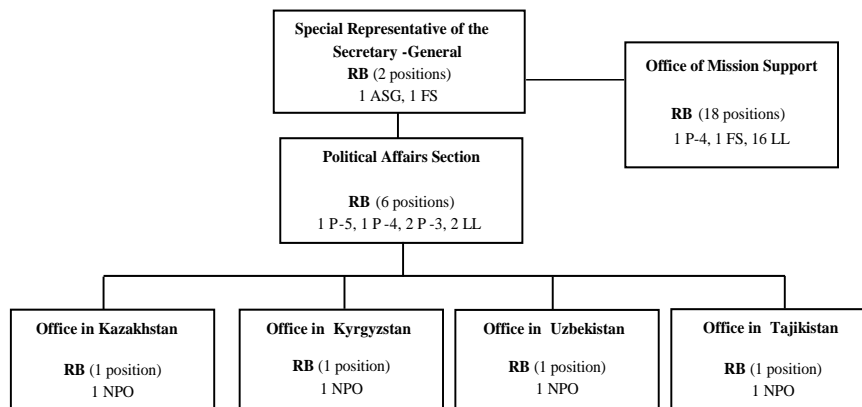 Special Representative of the
Secretary -General
RB (2 positions)
1 ASG, 1 FS
Office of Mission Support
RB (18 positions)
1 P-4, 1 FS, 16 LL
Political Affairs Section
RB (6 positions)
1 P-5, 1 P-4, 2 P-3, 2 LL
Office in Kazakhstan
RB (1 position)
1 NPO
Office in Kyrgyzstan
RB (1 position)
1 NPO
Office in Uzbekistan
RB (1 position)
1 NPO
Office in Tajikistan
RB (1 position)
1 NPO